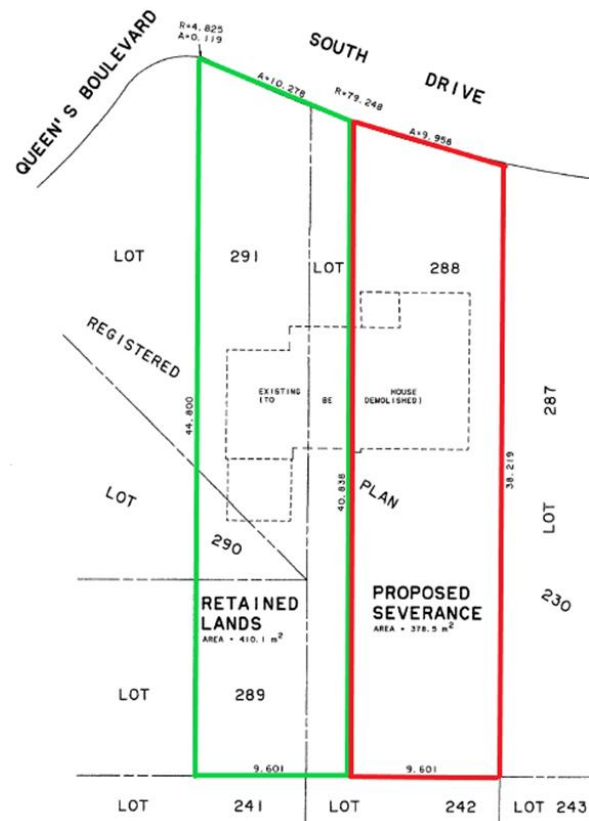 R=4.825
A=0.119
SOUTH DRIVE
QUEEN'S BOULEVARD
A=10.278
R=79.248
A=9.958
LOT 291
LOT 288
REGISTERED PLAN 230
EXISTING HOUSE
(TO BE DEMOLISHED)
44.800
40.838
38.219
LOT 287
LOT 290
RETAINED
LANDS
AREA = 410.1 m²
PROPOSED
SEVERANCE
AREA = 378.5 m²
LOT 289
9.601
9.601
LOT 241
LOT 242
LOT 243